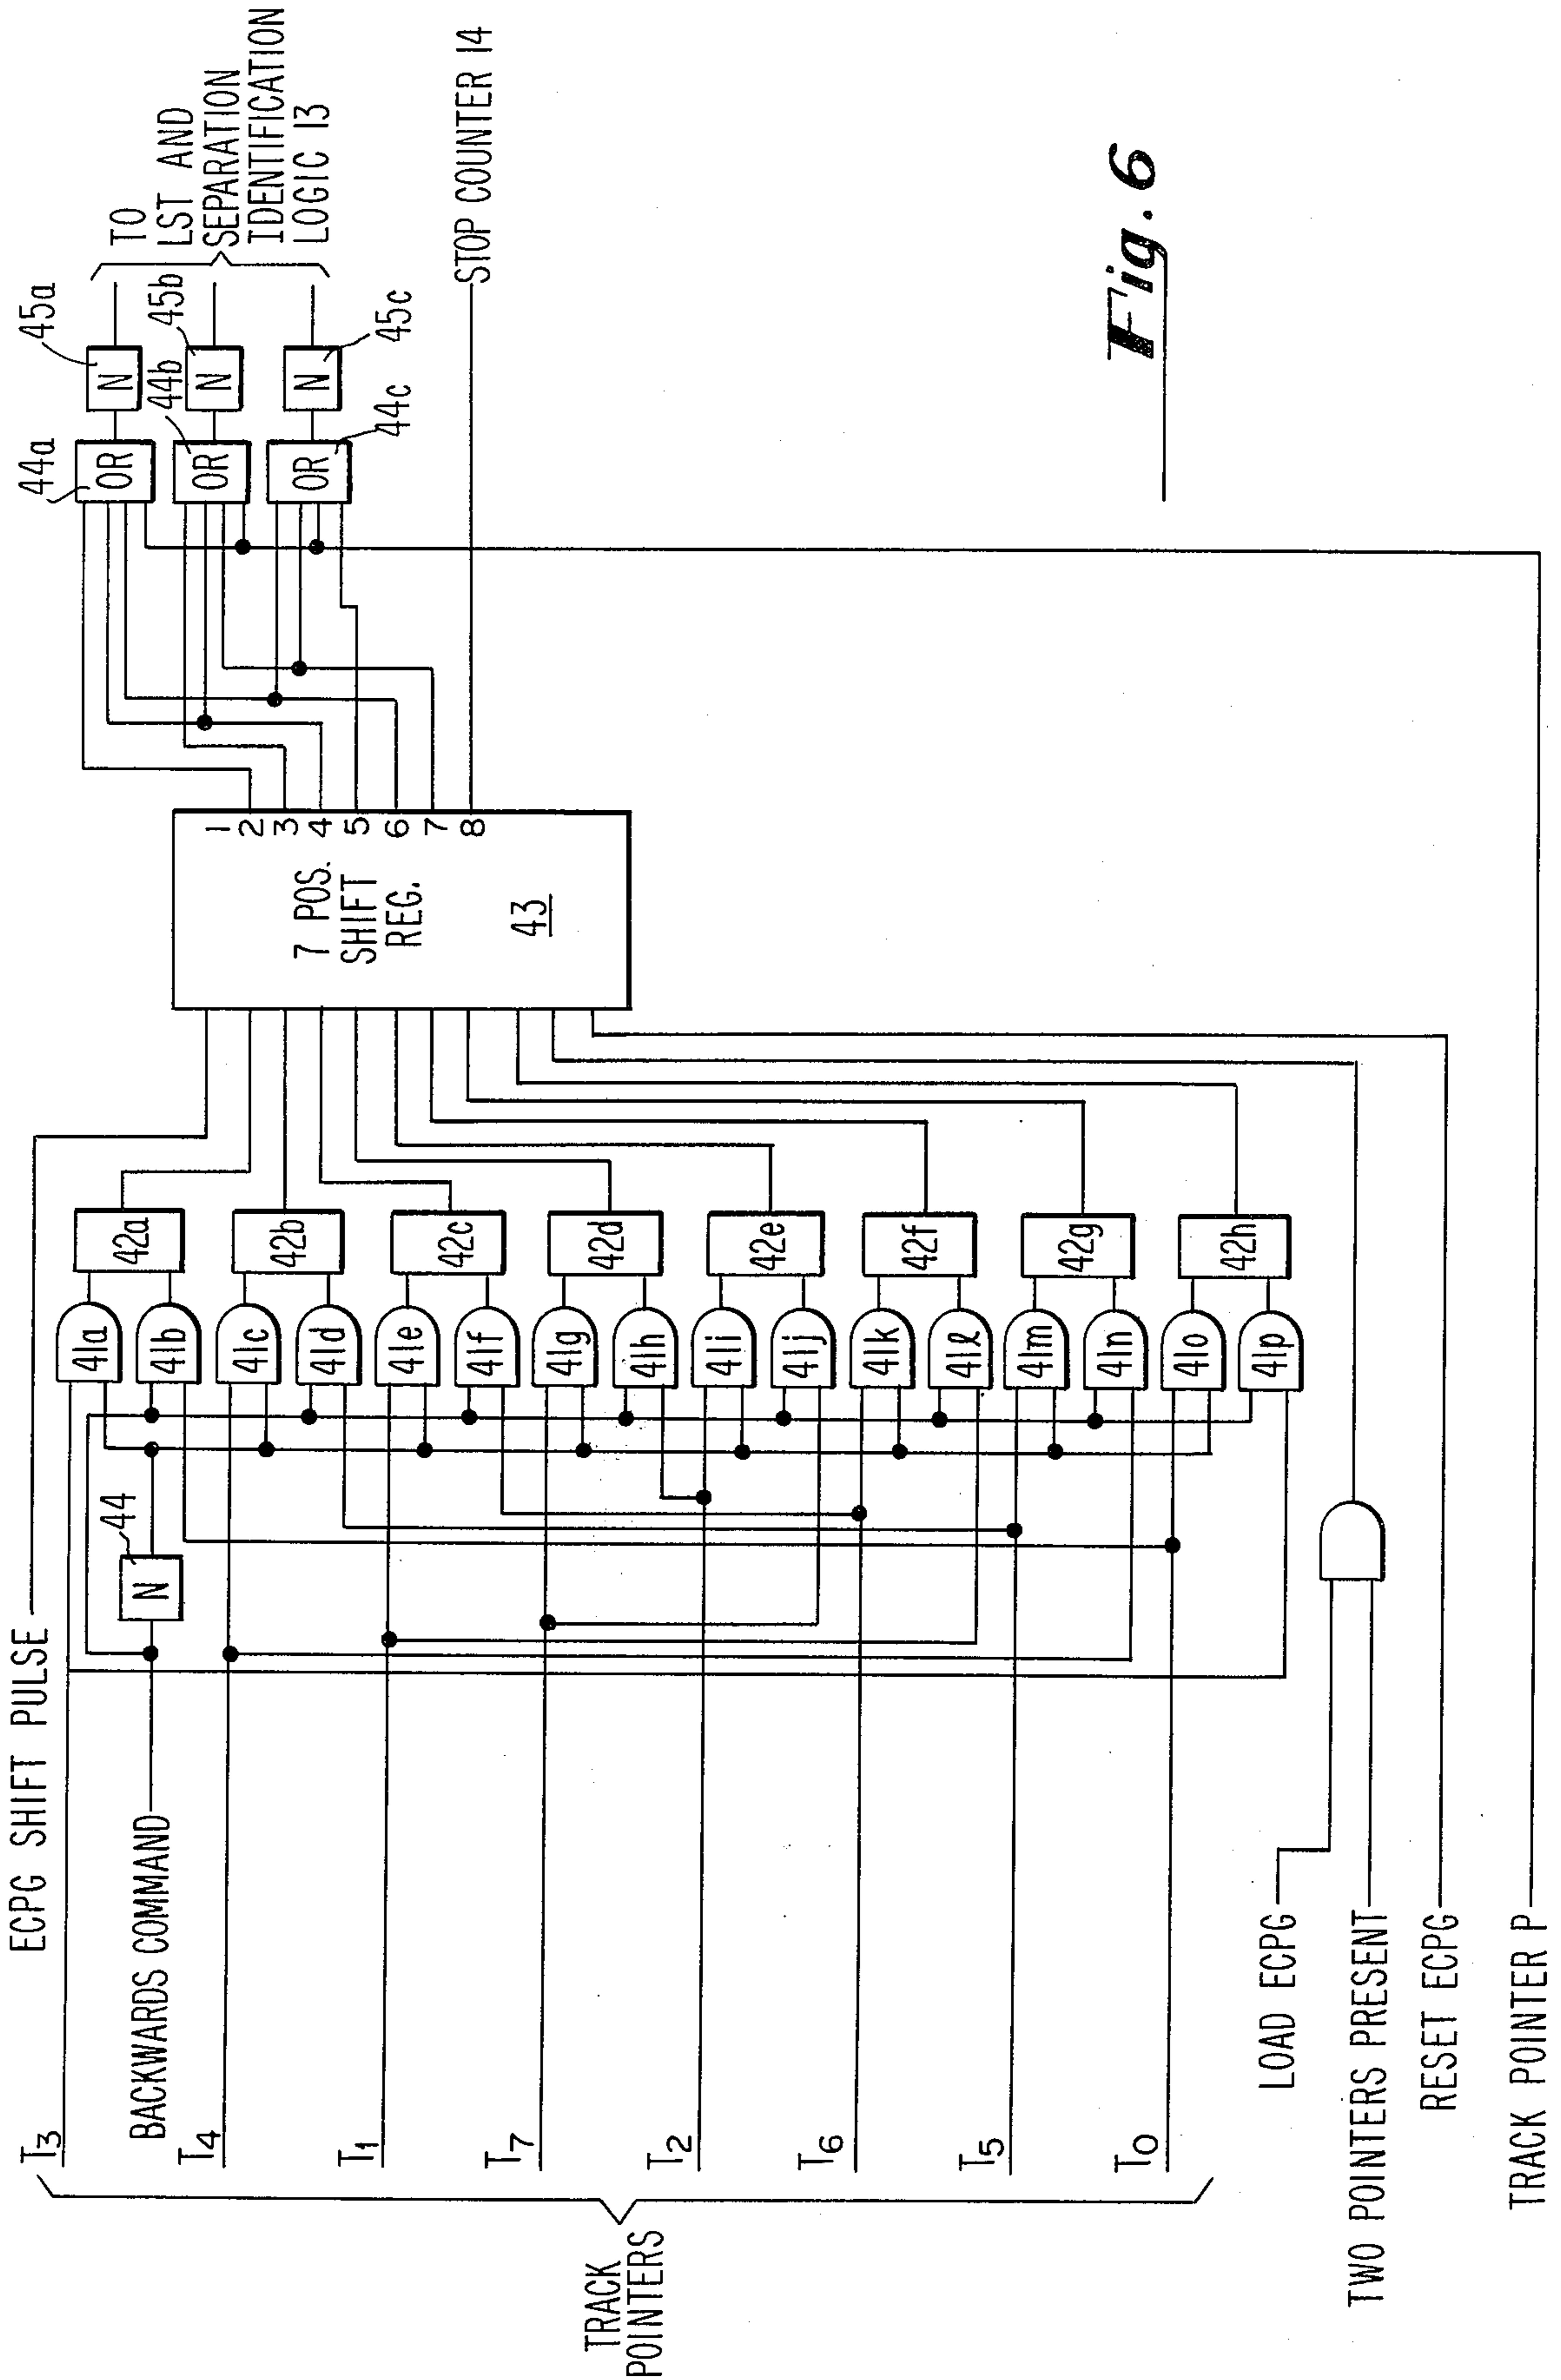 ECPG SHIFT PULSE
T3
BACKWARDS COMMAND
T4
T1
T7
T2
T6
T5
T0
TRACK
POINTERS
LOAD ECPG
TWO POINTERS PRESENT
RESET ECPG
TRACK POINTER P
N
44
41a
41b
41c
41d
41e
41f
41g
41h
41i
41j
41k
41l
41m
41n
41o
41p
42a
42b
42c
42d
42e
42f
42g
42h
7 POS.
SHIFT
REG.
43
1
2
3
4
5
6
7
8
44a
OR
44b
OR
44c
OR
45a
N
45b
N
45c
N
TO
LST AND
SEPARATION
IDENTIFICATION
LOGIC 13
STOP COUNTER 14
Fig. 6